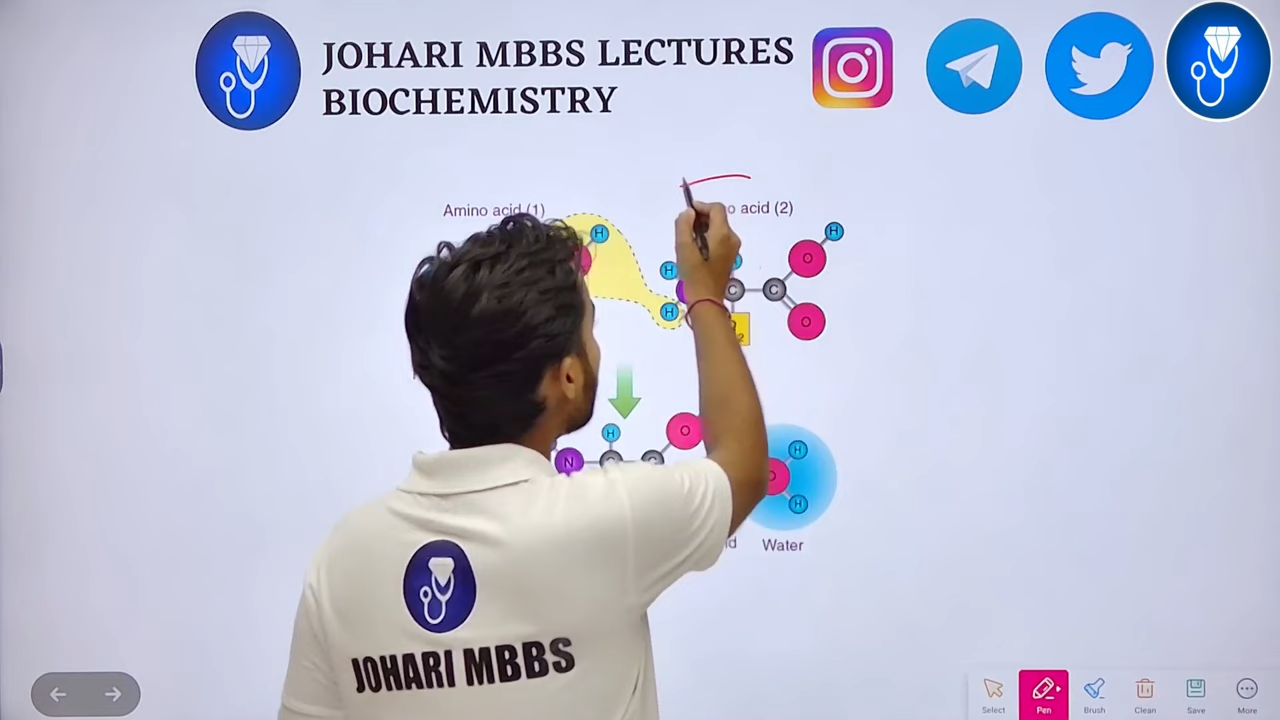 JOHARI MBBS LECTURES
BIOCHEMISTRY
Amino acid (1)
acid (2)
H
H
H
H
C
C
O
O
H
O
N
C
C
H
H
Water
JOHARI MBBS
Select
Pen
Brush
Clean
Save
More